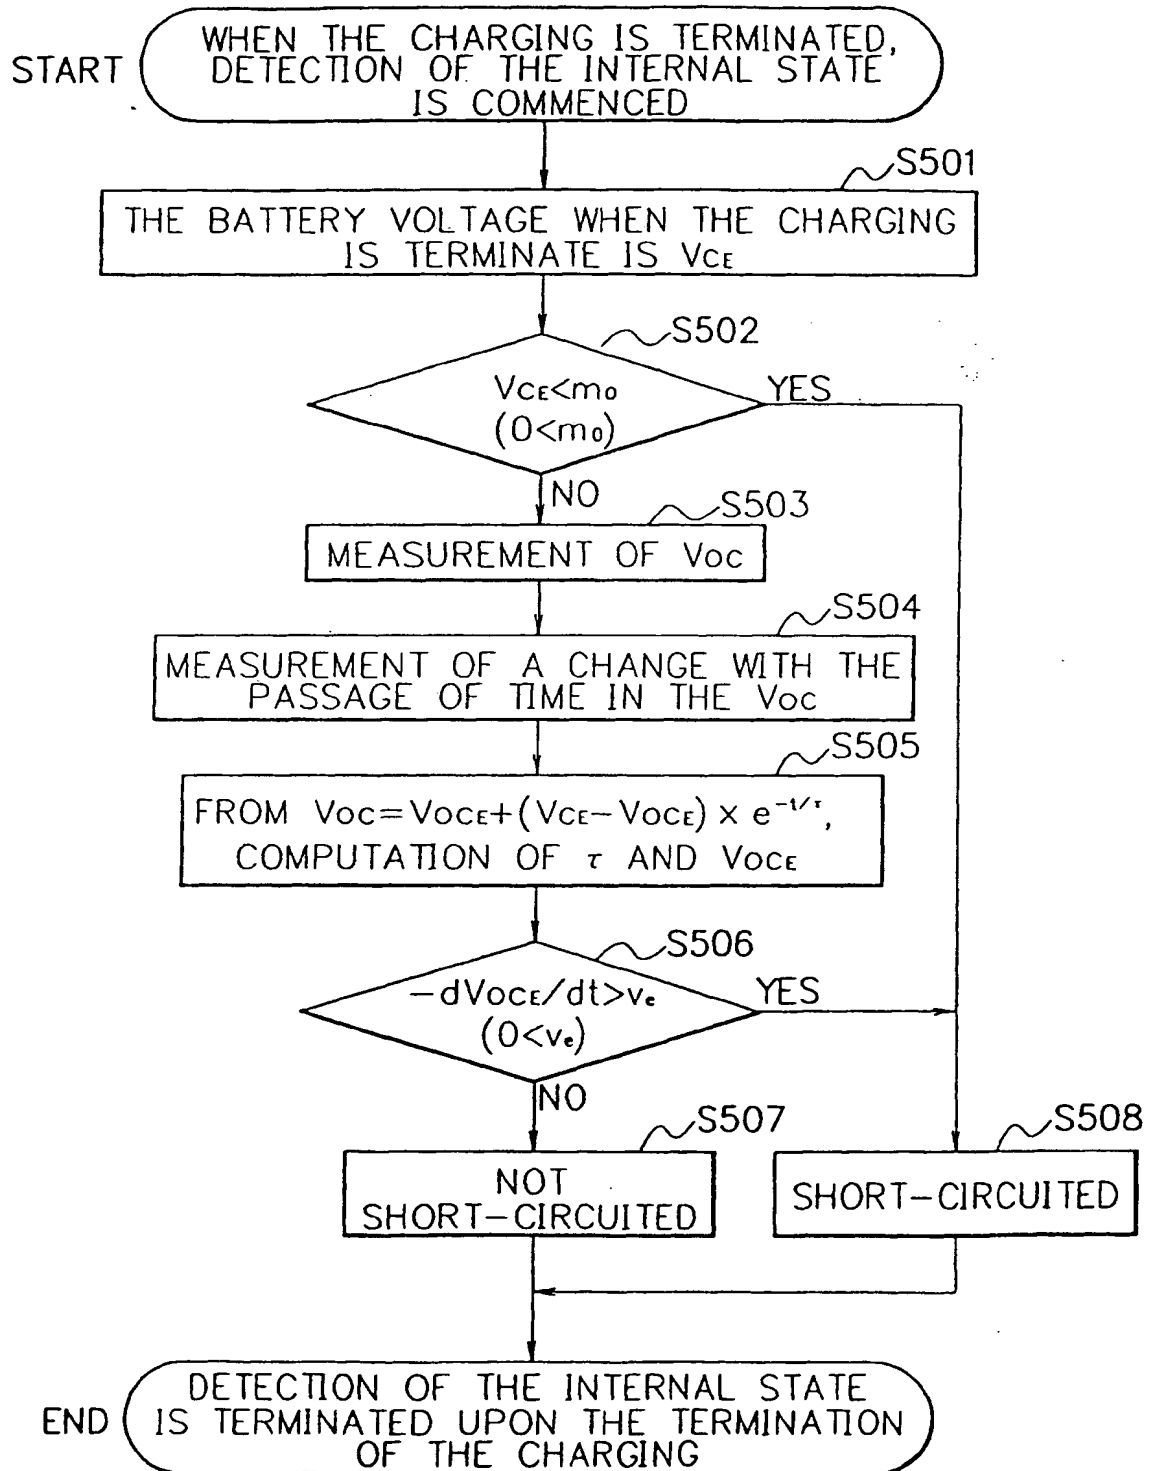 WHEN THE CHARGING IS TERMINATED,
START DETECTION OF THE INTERNAL STATE
IS COMMENCED
S501
THE BATTERY VOLTAGE WHEN THE CHARGING
IS TERMINATE IS VCE
S502
VCE<m0
(0<m0)
YES
NO
S503
MEASUREMENT OF VOC
S504
MEASUREMENT OF A CHANGE WITH THE
PASSAGE OF TIME IN THE VOC
S505
FROM VOC=VOCE+(VCE-VOCE)×e^-t/τ,
COMPUTATION OF τ AND VOCE
S506
-dVOCE/dt>ve
(0<ve)
YES
NO
S507
NOT
SHORT-CIRCUITED
S508
SHORT-CIRCUITED
DETECTION OF THE INTERNAL STATE
END IS TERMINATED UPON THE TERMINATION
OF THE CHARGING